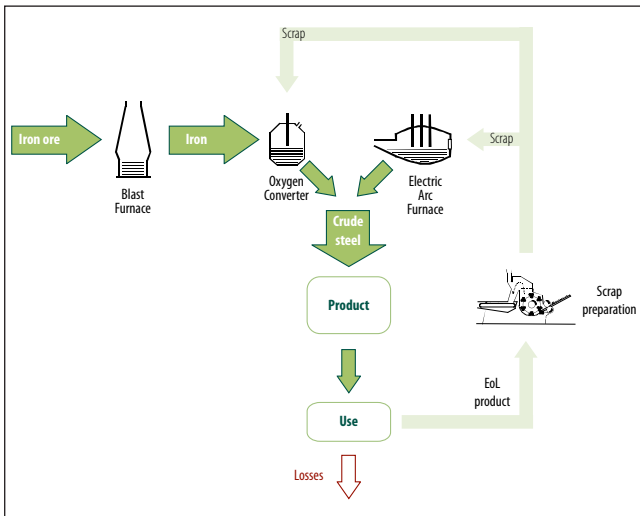 Scrap
Iron ore
Iron
Scrap
Blast
Furnace
Oxygen
Converter
Electric
Arc
Furnace
Crude
steel
Product
Scrap
preparation
EoL
product
Use
Losses